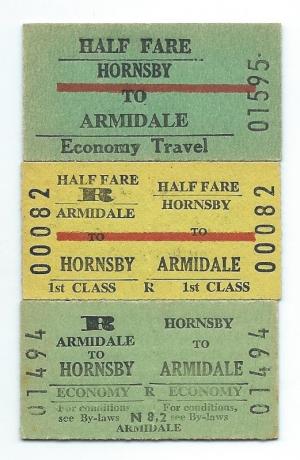 HALF FARE
HORNSBY
TO
ARMIDALE
Economy Travel
01595
00082
HALF FARE
R
ARMIDALE
TO
HORNSBY
1st CLASS
R
HALF FARE
HORNSBY
TO
ARMIDALE
1st CLASS
00082
01494
R
ARMIDALE
TO
HORNSBY
ECONOMY
For conditions
see By-laws
R
N 8,2
HORNSBY
TO
ARMIDALE
ECONOMY
For conditions,
see By-laws
ARMIDALE
01494